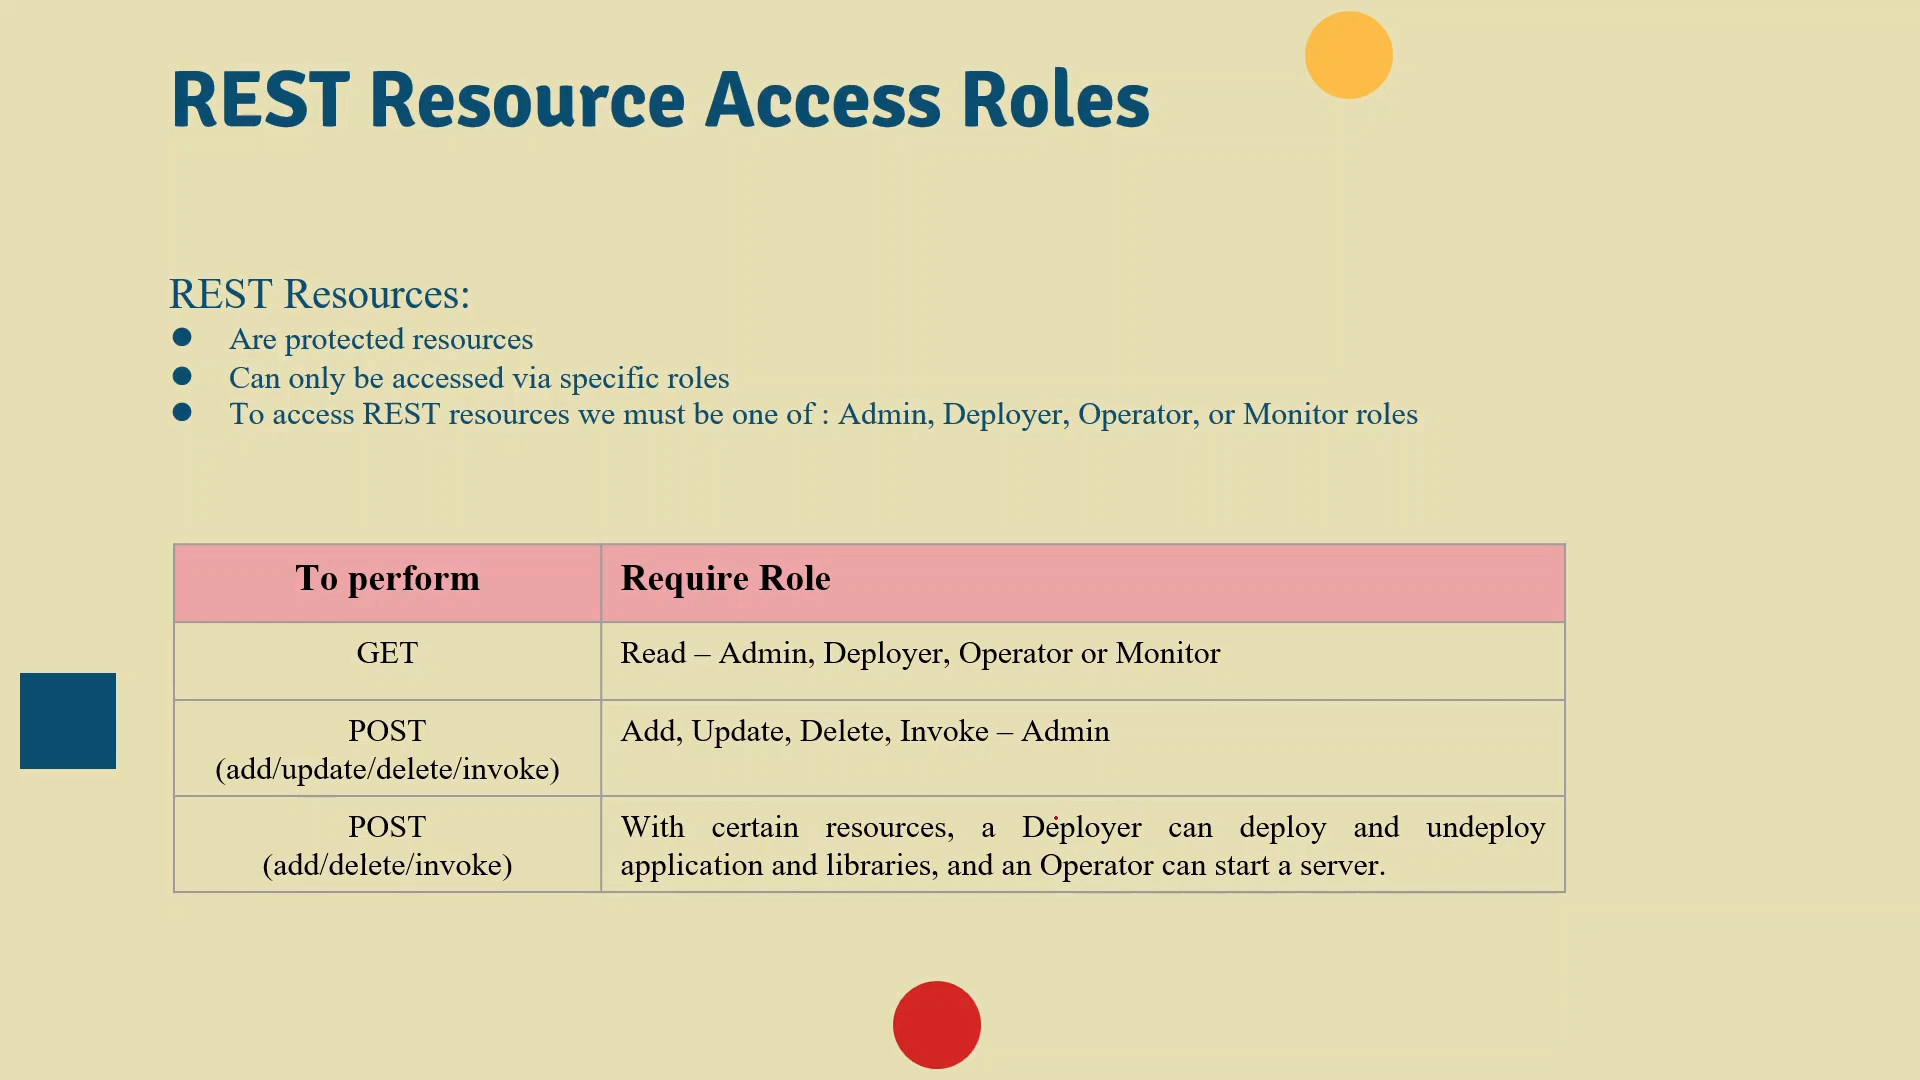 REST Resource Access Roles
REST Resources:
● Are protected resources
● Can only be accessed via specific roles
● To access REST resources we must be one of : Admin, Deployer, Operator, or Monitor roles
To perform
Require Role
GET
Read – Admin, Deployer, Operator or Monitor
POST
(add/update/delete/invoke)
Add, Update, Delete, Invoke – Admin
POST
(add/delete/invoke)
With certain resources, a Deployer can deploy and undeploy
application and libraries, and an Operator can start a server.